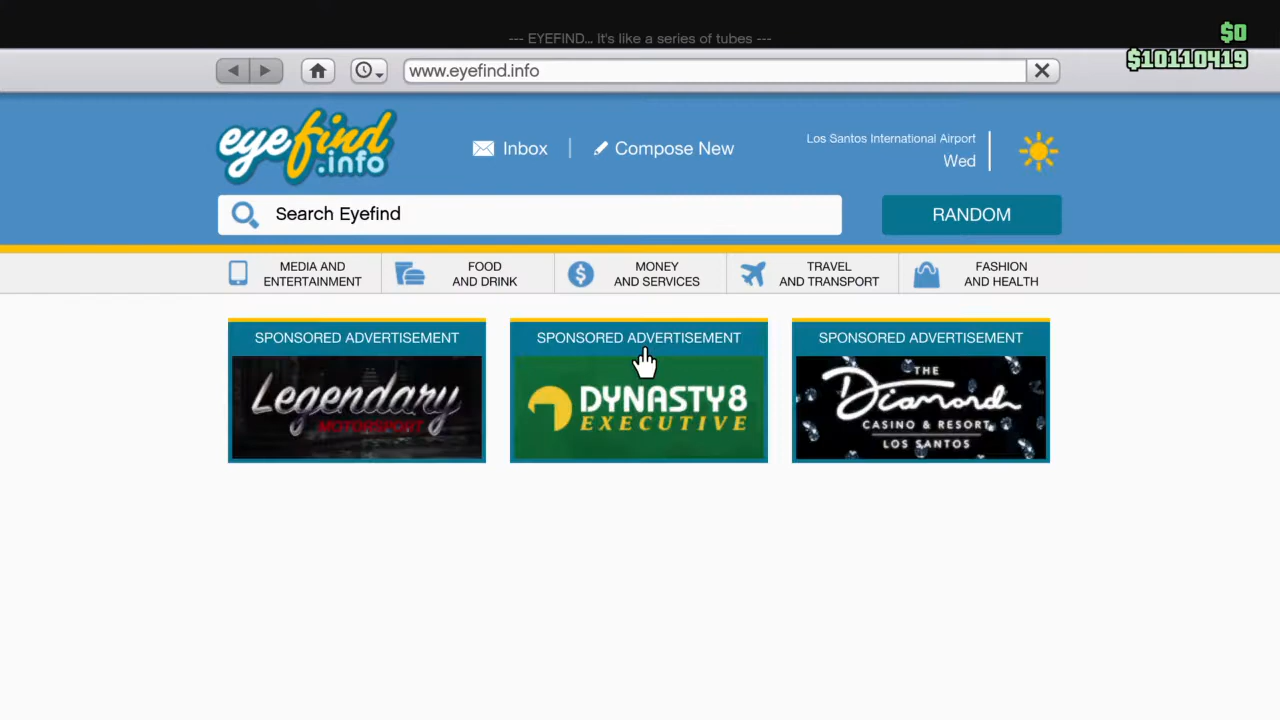 --- EYEFIND... It's like a series of tubes ---
$0
$10110419
www.eyefind.info
eyefind
.info
Inbox
Compose New
Los Santos International Airport
Wed
Search Eyefind
RANDOM
MEDIA AND
ENTERTAINMENT
FOOD
AND DRINK
MONEY
AND SERVICES
TRAVEL
AND TRANSPORT
FASHION
AND HEALTH
SPONSORED ADVERTISEMENT
Legendary
MOTORSPORT
SPONSORED ADVERTISEMENT
DYNASTY8
EXECUTIVE
SPONSORED ADVERTISEMENT
THE
Diamond
CASINO & RESORT
LOS SANTOS